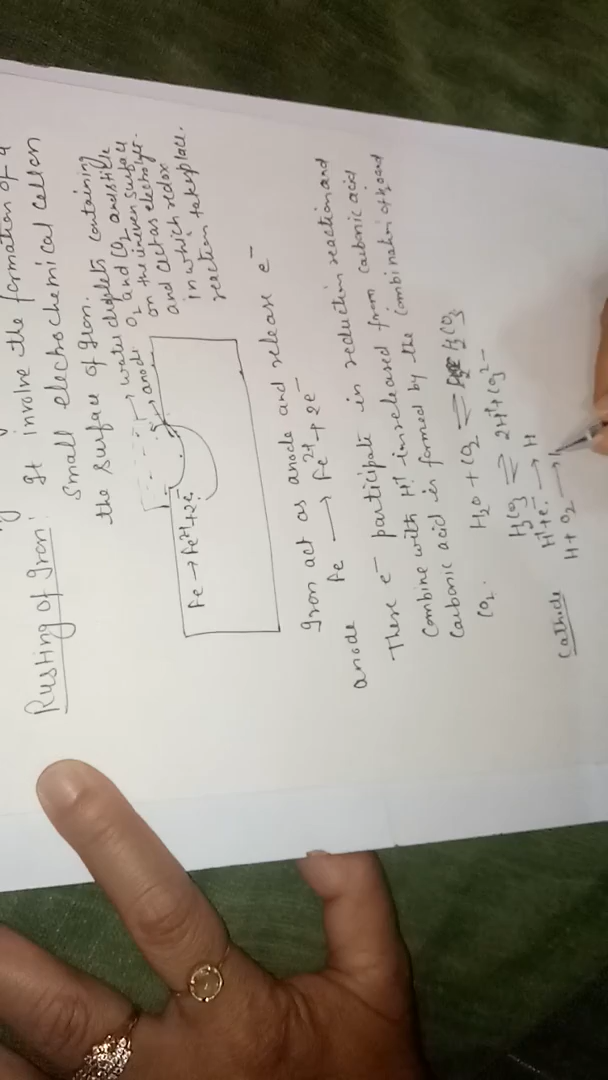 Rusting of Iron! It involve the formation of a
Small electrochemical cell on
the surface of Iron.
→ water droplets containing
O2 and CO2 and stick
on the uneven surface
and act as electrolyte.
in which redox
reaction takes place.
anode
Fe → Fe2+ + 2e-
Iron act as anode and release e-
anode Fe → Fe2+ + 2e-
These e- participate in reduction reaction and
Combine with H+ is released from carbonic acid
Carbonic acid is formed by the Combination of H2O and
CO2. H2O + CO2 ⇌ H2CO3
H2CO3 ⇌ 2H+ + CO3 2-
Cathode H+ + e- → H
H + O2 →